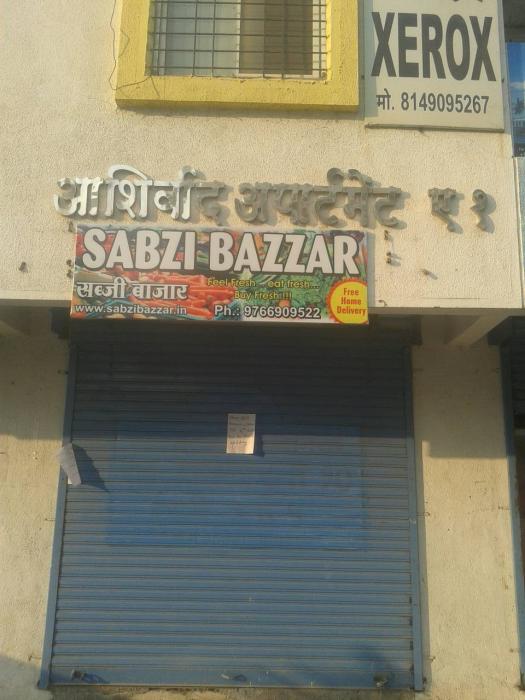 XEROX
मो. 8149095267
आशिर्वाद अपार्टमेंट ए १
SABZI BAZZAR
सब्जी बाजार
Feel Fresh.. eat fresh...
Buy Fresh !!!
Free
Home
Delivery
www.sabzibazzar.in
Ph.: 9766909522